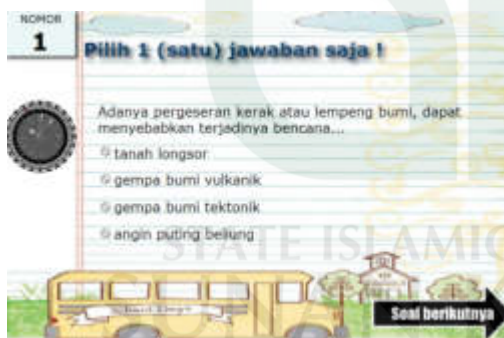 NOMOR
1
Pilih 1 (satu) jawaban saja !
Adanya pergeseran kerak atau lempeng bumi, dapat
menyebabkan terjadinya bencana...
tanah longsor
gempa bumi vulkanik
gempa bumi tektonik
angin puting beliung
STATE ISLAMIC
Soal berikutnya